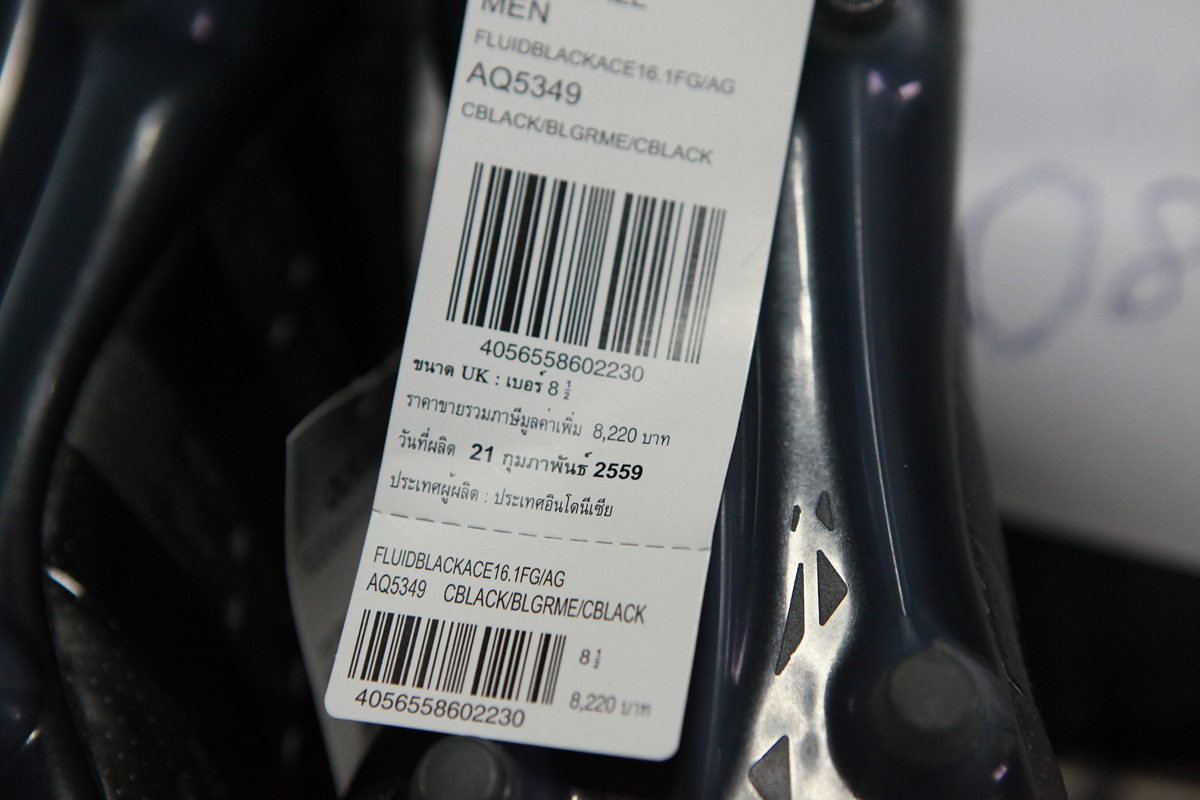 MEN
FLUIDBLACKACE16.1FG/AG
AQ5349
CBLACK/BLGRME/CBLACK
4056558602230
ขนาด UK : เบอร์ 8 ½
ราคาขายรวมภาษีมูลค่าเพิ่ม 8,220 บาท
วันที่ผลิต 21 กุมภาพันธ์ 2559
ประเทศผู้ผลิต : ประเทศอินโดนีเซีย
FLUIDBLACKACE16.1FG/AG
AQ5349 CBLACK/BLGRME/CBLACK
8 ½
4056558602230
8,220 บาท
08